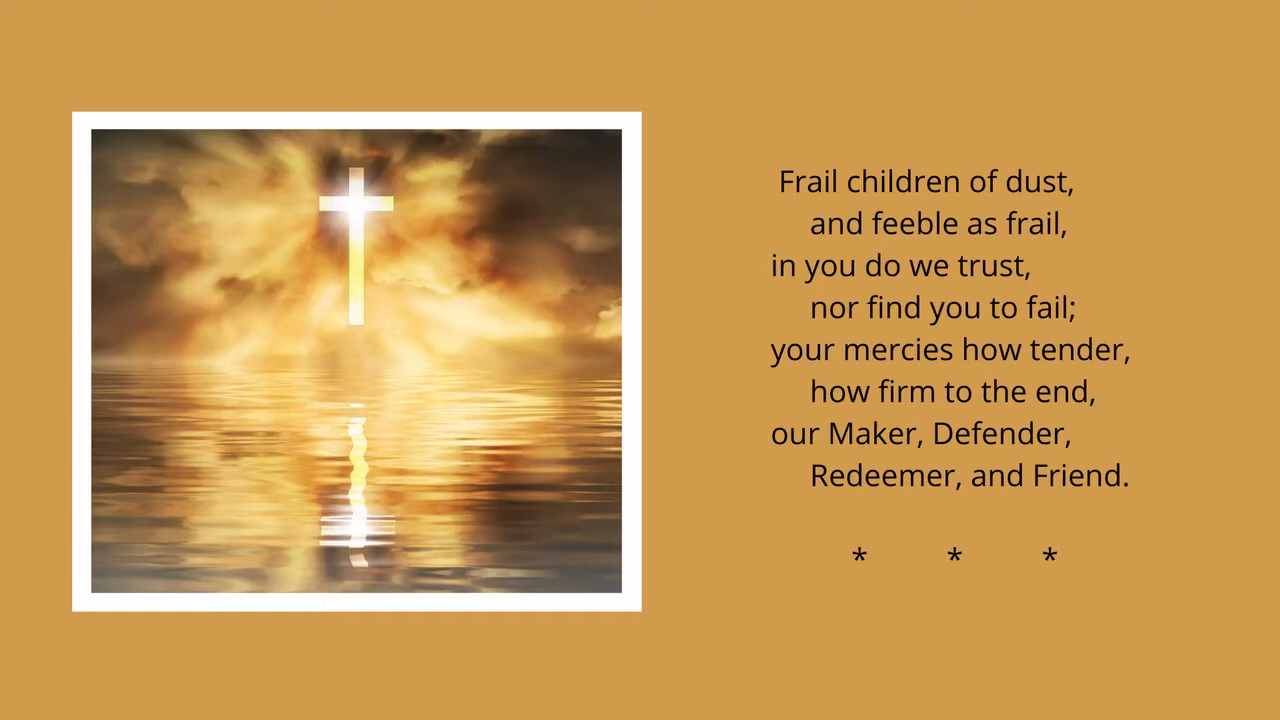 Frail children of dust,
and feeble as frail,
in you do we trust,
nor find you to fail;
your mercies how tender,
how firm to the end,
our Maker, Defender,
Redeemer, and Friend.
* * *